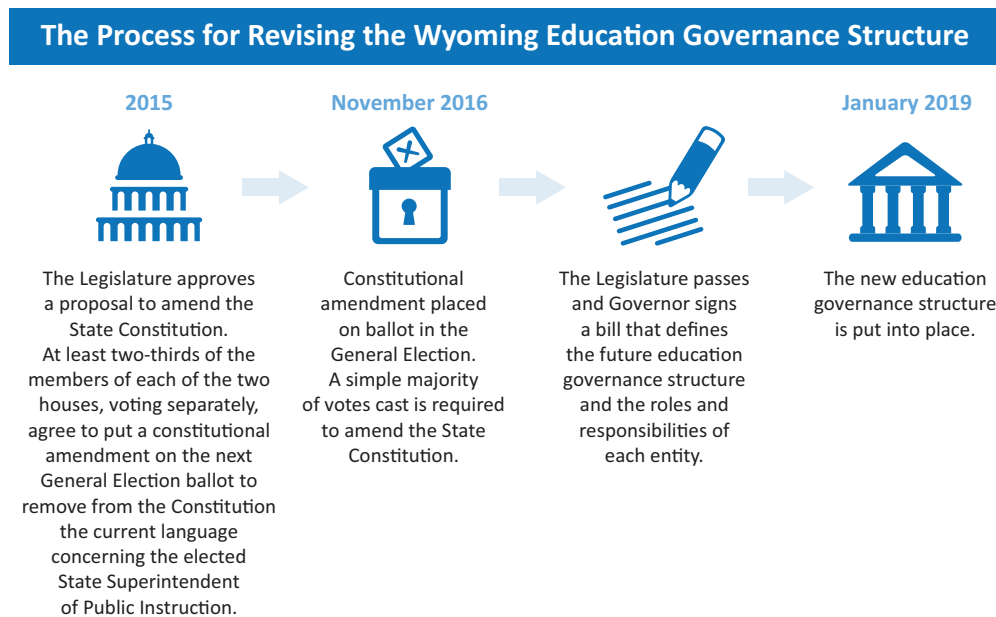 The Process for Revising the Wyoming Education Governance Structure
2015
The Legislature approves
a proposal to amend the
State Constitution.
At least two-thirds of the
members of each of the two
houses, voting separately,
agree to put a constitutional
amendment on the next
General Election ballot to
remove from the Constitution
the current language
concerning the elected
State Superintendent
of Public Instruction.
November 2016
Constitutional
amendment placed
on ballot in the
General Election.
A simple majority
of votes cast is required
to amend the State
Constitution.
The Legislature passes
and Governor signs
a bill that defines
the future education
governance structure
and the roles and
responsibilities of
each entity.
January 2019
The new education
governance structure
is put into place.